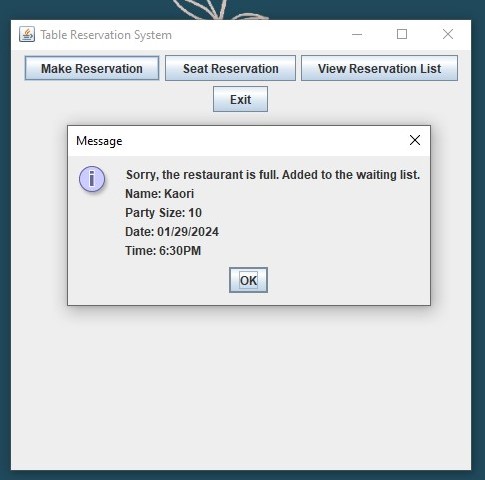 Table Reservation System
Make Reservation
Seat Reservation
View Reservation List
Exit
Message
Sorry, the restaurant is full. Added to the waiting list.
Name: Kaori
Party Size: 10
Date: 01/29/2024
Time: 6:30PM
OK